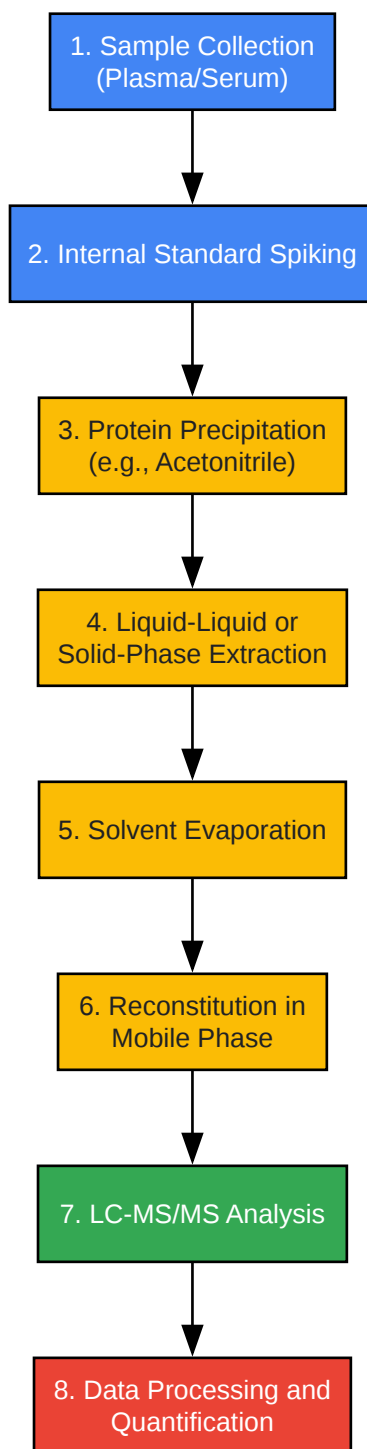 1. Sample Collection
(Plasma/Serum)
2. Internal Standard Spiking
3. Protein Precipitation
(e.g., Acetonitrile)
4. Liquid-Liquid or
Solid-Phase Extraction
5. Solvent Evaporation
6. Reconstitution in
Mobile Phase
7. LC-MS/MS Analysis
8. Data Processing and
Quantification